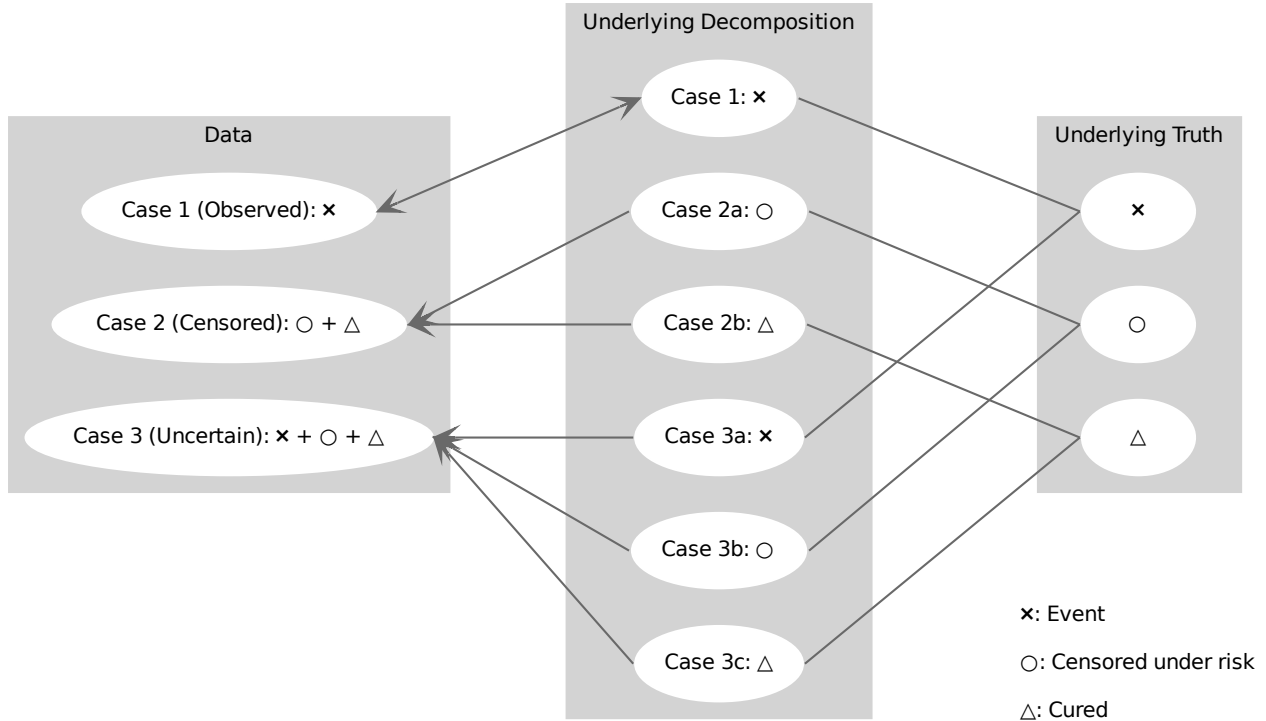 Data
Case 1 (Observed): ×
Case 2 (Censored): ○ + △
Case 3 (Uncertain): × + ○ + △
Underlying Decomposition
Case 1: ×
Case 2a: ○
Case 2b: △
Case 3a: ×
Case 3b: ○
Case 3c: △
Underlying Truth
×
○
△
×: Event
○: Censored under risk
△: Cured